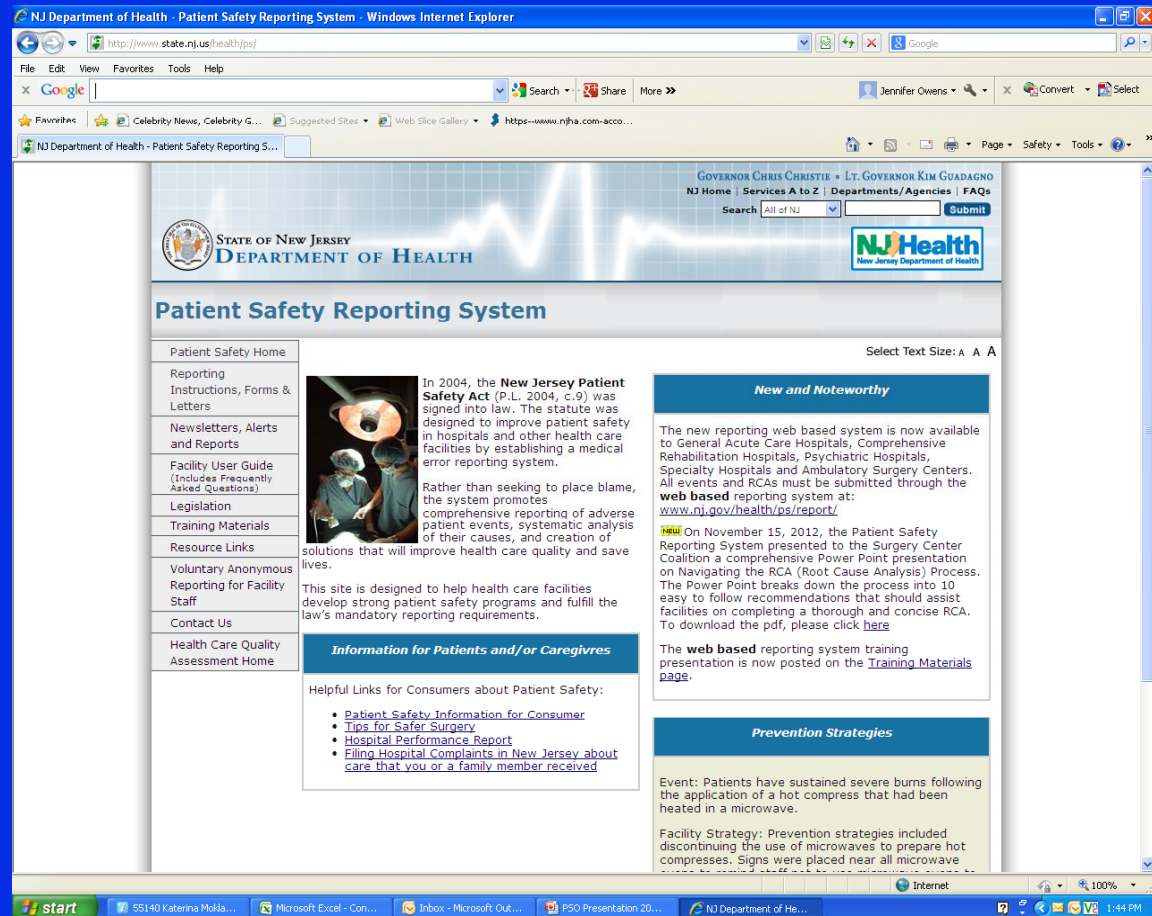 NJ Department of Health - Patient Safety Reporting System - Windows Internet Explorer
http://www.state.nj.us/health/ps/
Google
File Edit View Favorites Tools Help
x Google
Search Share More »
Jennifer Owens
x Convert Select
Favorites Celebrity News, Celebrity G... Suggested Sites Web Slice Gallery https--www.njha.com-acco...
NJ Department of Health - Patient Safety Reporting S...
Page Safety Tools »
GOVERNOR CHRIS CHRISTIE • LT. GOVERNOR KIM GUADAGNO
NJ Home | Services A to Z | Departments/Agencies | FAQs
Search All of NJ Submit
STATE OF NEW JERSEY
DEPARTMENT OF HEALTH
NJ Health
New Jersey Department of Health
Patient Safety Reporting System
Select Text Size: A A A
Patient Safety Home
Reporting
Instructions, Forms &
Letters
Newsletters, Alerts
and Reports
Facility User Guide
(Includes Frequently
Asked Questions)
Legislation
Training Materials
Resource Links
Voluntary Anonymous
Reporting for Facility
Staff
Contact Us
Health Care Quality
Assessment Home
In 2004, the New Jersey Patient
Safety Act (P.L. 2004, c.9) was
signed into law. The statute was
designed to improve patient safety
in hospitals and other health care
facilities by establishing a medical
error reporting system.
Rather than seeking to place blame,
the system promotes
comprehensive reporting of adverse
patient events, systematic analysis
of their causes, and creation of
solutions that will improve health care quality and save
lives.
This site is designed to help health care facilities
develop strong patient safety programs and fulfill the
law's mandatory reporting requirements.
Information for Patients and/or Caregivres
Helpful Links for Consumers about Patient Safety:
• Patient Safety Information for Consumer
• Tips for Safer Surgery
• Hospital Performance Report
• Filing Hospital Complaints in New Jersey about
care that you or a family member received
New and Noteworthy
The new reporting web based system is now available
to General Acute Care Hospitals, Comprehensive
Rehabilitation Hospitals, Psychiatric Hospitals,
Specialty Hospitals and Ambulatory Surgery Centers.
All events and RCAs must be submitted through the
web based reporting system at:
www.nj.gov/health/ps/report/
NEW On November 15, 2012, the Patient Safety
Reporting System presented to the Surgery Center
Coalition a comprehensive Power Point presentation
on Navigating the RCA (Root Cause Analysis) Process.
The Power Point breaks down the process into 10
easy to follow recommendations that should assist
facilities on completing a thorough and concise RCA.
To download the pdf, please click here
The web based reporting system training
presentation is now posted on the Training Materials
page.
Prevention Strategies
Event: Patients have sustained severe burns following
the application of a hot compress that had been
heated in a microwave.
Facility Strategy: Prevention strategies included
discontinuing the use of microwaves to prepare hot
compresses. Signs were placed near all microwave
Internet 100%
start 55140 Katerina Mokla... Microsoft Excel - Con... Inbox - Microsoft Out... PSO Presentation 20... NJ Department of He... 1:44 PM